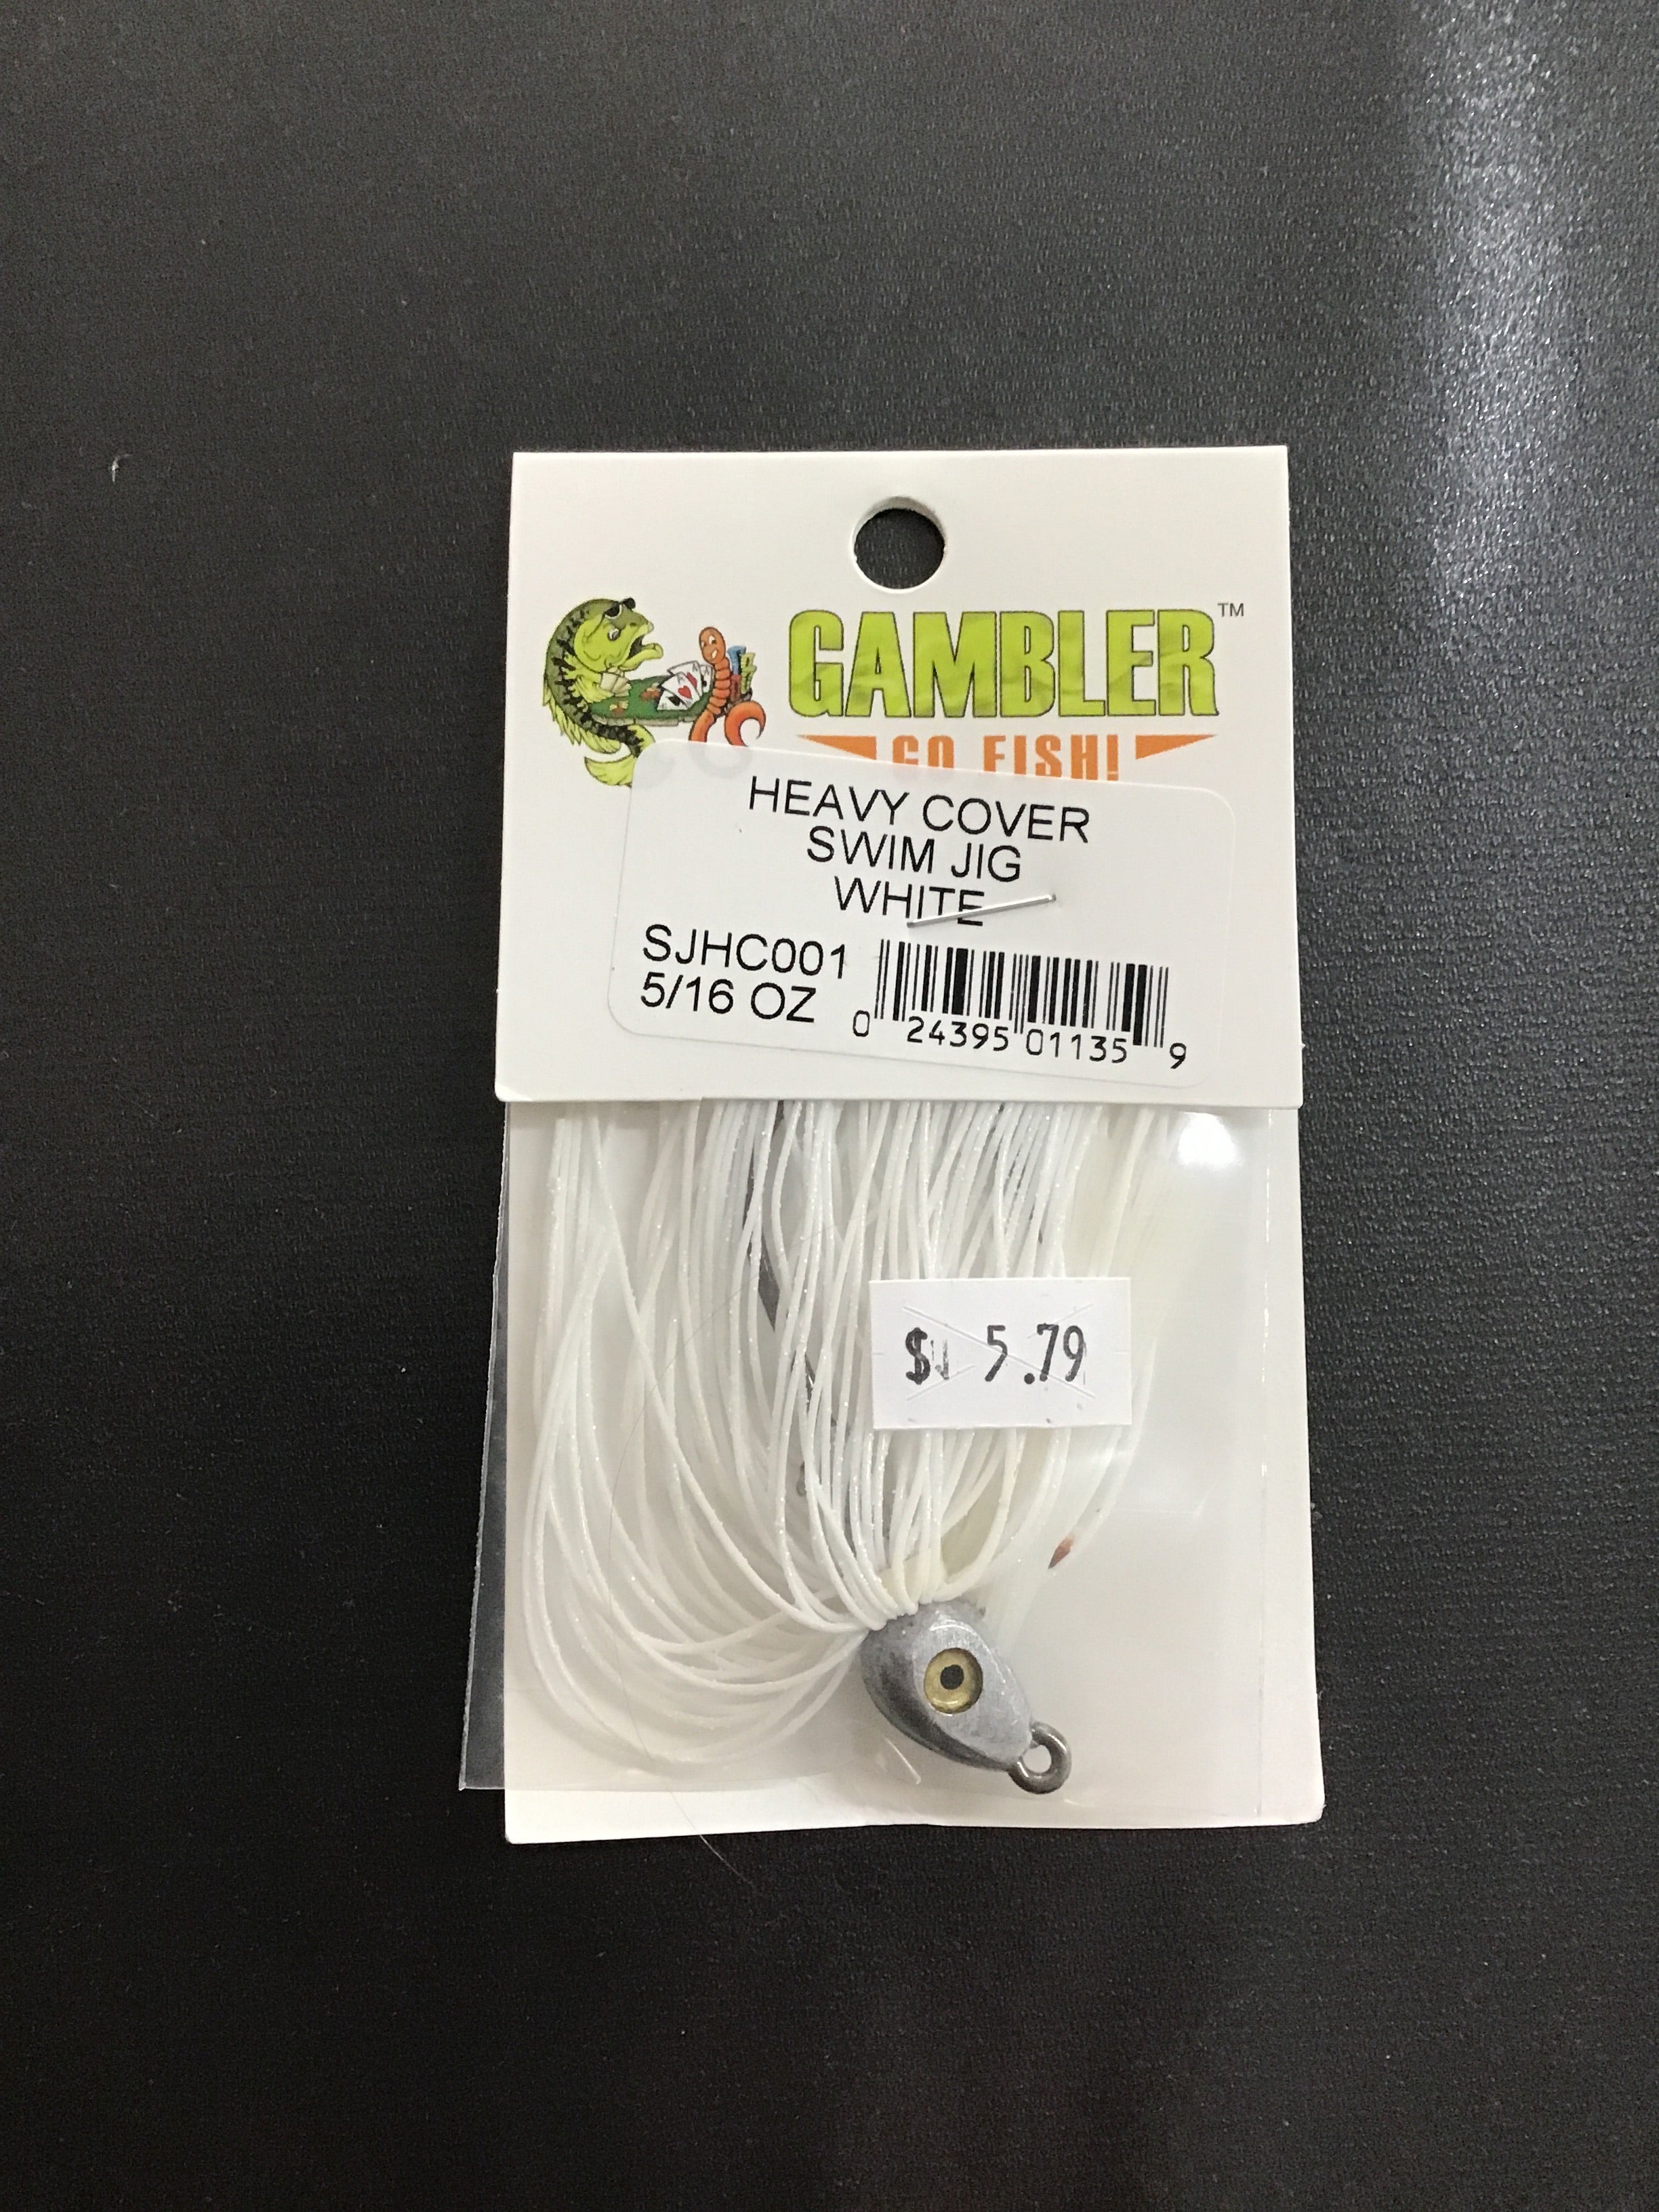 GAMBLER™
GO FISH!
HEAVY COVER
SWIM JIG
WHITE
SJHC001
5/16 OZ
0 24395 01135 9
$ 5.79